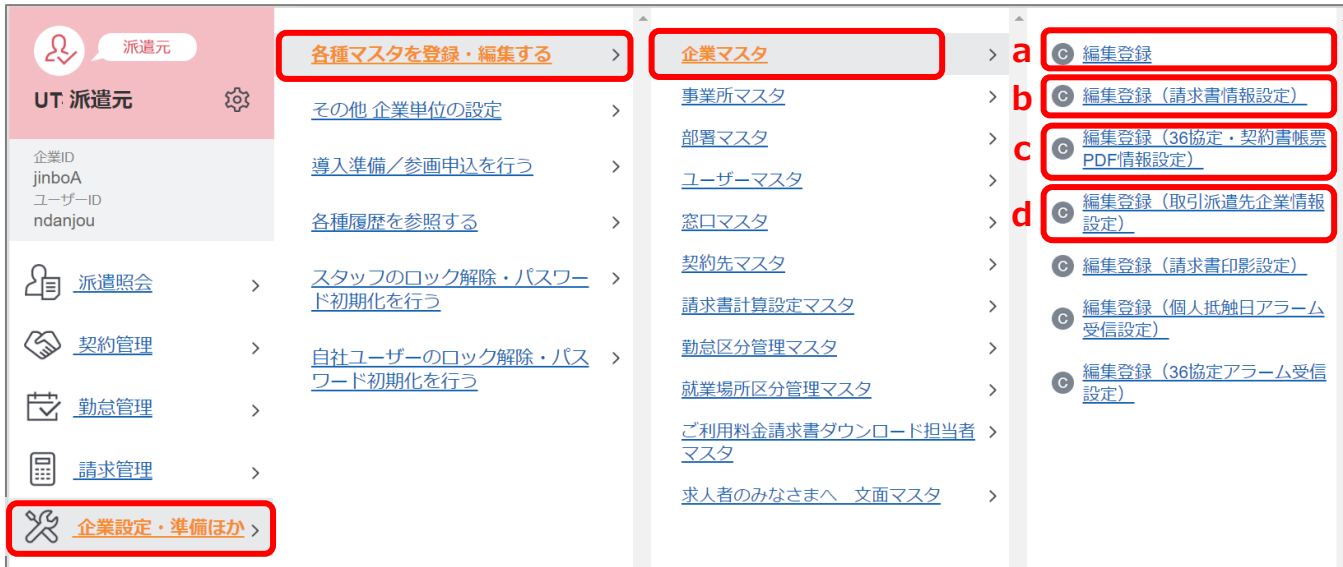 派遣元
UT 派遣元
企業ID
jinboA
ユーザーID
ndanjou
派遣照会
契約管理
勤怠管理
請求管理
企業設定・準備ほか
各種マスタを登録・編集する
その他 企業単位の設定
導入準備／参画申込を行う
各種履歴を参照する
スタッフのロック解除・パスワー
ド初期化を行う
自社ユーザーのロック解除・パス
ワード初期化を行う
企業マスタ
事業所マスタ
部署マスタ
ユーザーマスタ
窓口マスタ
契約先マスタ
請求書計算設定マスタ
勤怠区分管理マスタ
就業場所区分管理マスタ
ご利用料金請求書ダウンロード担当者
マスタ
求人者のみなさまへ　文面マスタ
a C 編集登録
b C 編集登録（請求書情報設定）
c C 編集登録（36協定・契約書帳票
PDF情報設定）
d C 編集登録（取引派遣先企業情報
設定）
C 編集登録（請求書印影設定）
C 編集登録（個人抵触日アラーム
受信設定）
C 編集登録（36協定アラーム受信
設定）